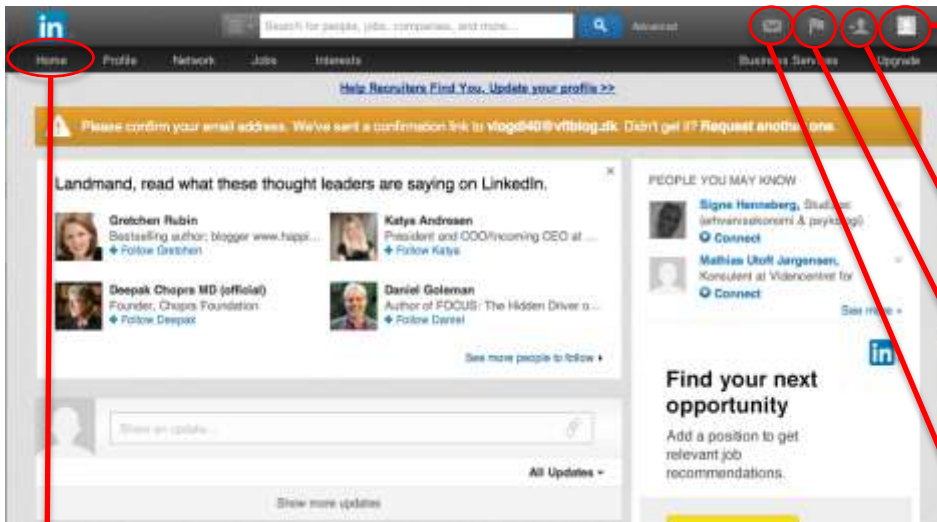 in
Search for people, jobs, companies, and more...
Advanced
Home Profile Network Jobs Interests Business Services Upgrade
Help Recruiters Find You. Update your profile >>
Please confirm your email address. We've sent a confirmation link to Didn't get it? Request another one.
Landmand, read what these thought leaders are saying on LinkedIn.
×
Gretchen Rubin
Bestselling author; blogger www.happi...
+ Follow Gretchen
Katya Andresen
President and COO/Incoming CEO at ...
+ Follow Katya
Deepak Chopra MD (official)
Founder, Chopra Foundation
+ Follow Deepak
Daniel Goleman
Author of FOCUS: The Hidden Driver o...
+ Follow Daniel
See more people to follow
Share an update...
All Updates
Show more updates
PEOPLE YOU MAY KNOW
Signe Henneberg,
(erhvervsøkonomi & psykologi)
Connect
Mathias Utoft Jørgensen,
Konsulent at Videncentret for
Connect
See more »
in
Find your next
opportunity
Add a position to get
relevant job
recommendations.